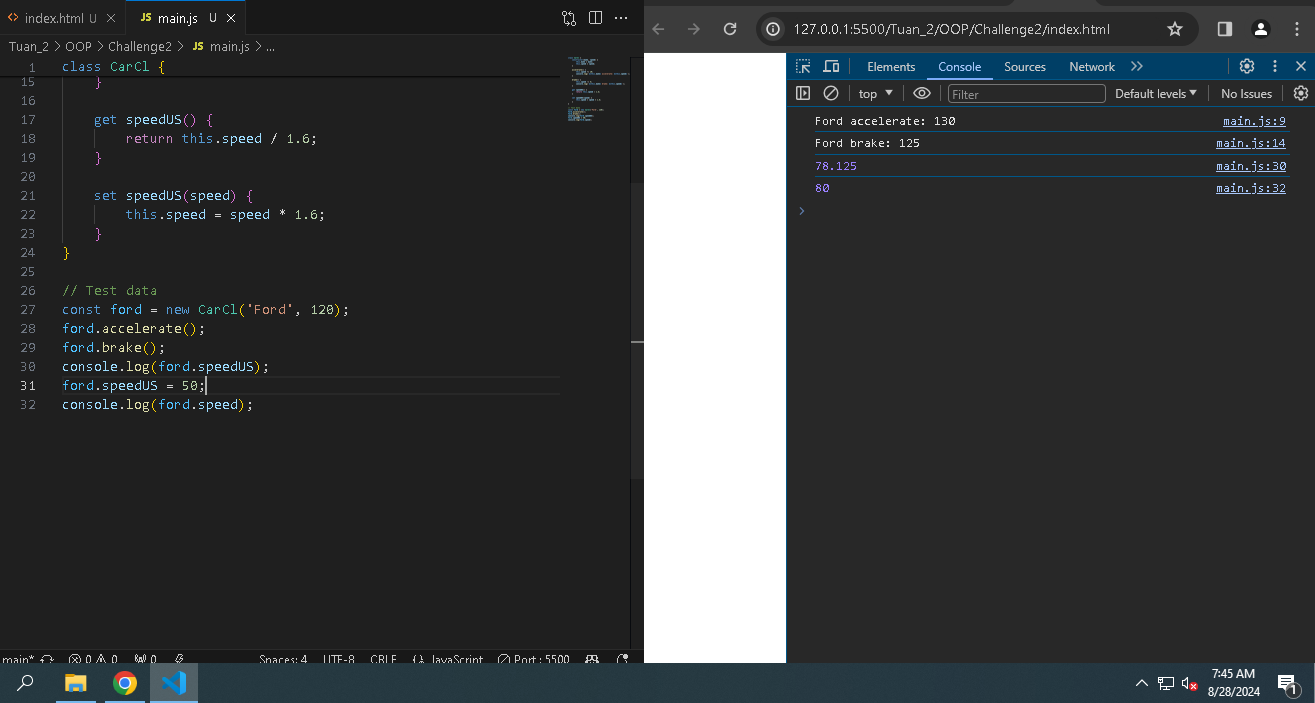 index.html U
JS main.js U
Tuan_2 > OOP > Challenge2 > JS main.js > ...
1 class CarCl {
15 }
16
17 get speedUS() {
18 return this.speed / 1.6;
19 }
20
21 set speedUS(speed) {
22 this.speed = speed * 1.6;
23 }
24 }
25
26 // Test data
27 const ford = new CarCl('Ford', 120);
28 ford.accelerate();
29 ford.brake();
30 console.log(ford.speedUS);
31 ford.speedUS = 50;
32 console.log(ford.speed);
main* 0 0 0 Spaces: 4 UTF-8 CRLF {} JavaScript Port : 5500
127.0.0.1:5500/Tuan_2/OOP/Challenge2/index.html
Elements Console Sources Network
top Filter Default levels No Issues
Ford accelerate: 130 main.js:9
Ford brake: 125 main.js:14
78.125 main.js:30
80 main.js:32
7:45 AM
8/28/2024
1